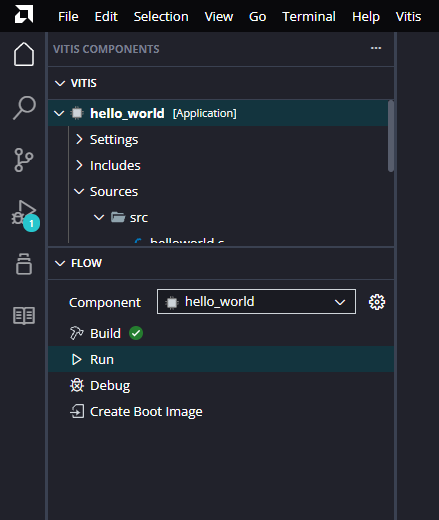 File Edit Selection View Go Terminal Help Vitis
VITIS COMPONENTS
VITIS
hello_world [Application]
Settings
Includes
Sources
src
helloworld.c
1
FLOW
Component hello_world
Build
Run
Debug
Create Boot Image